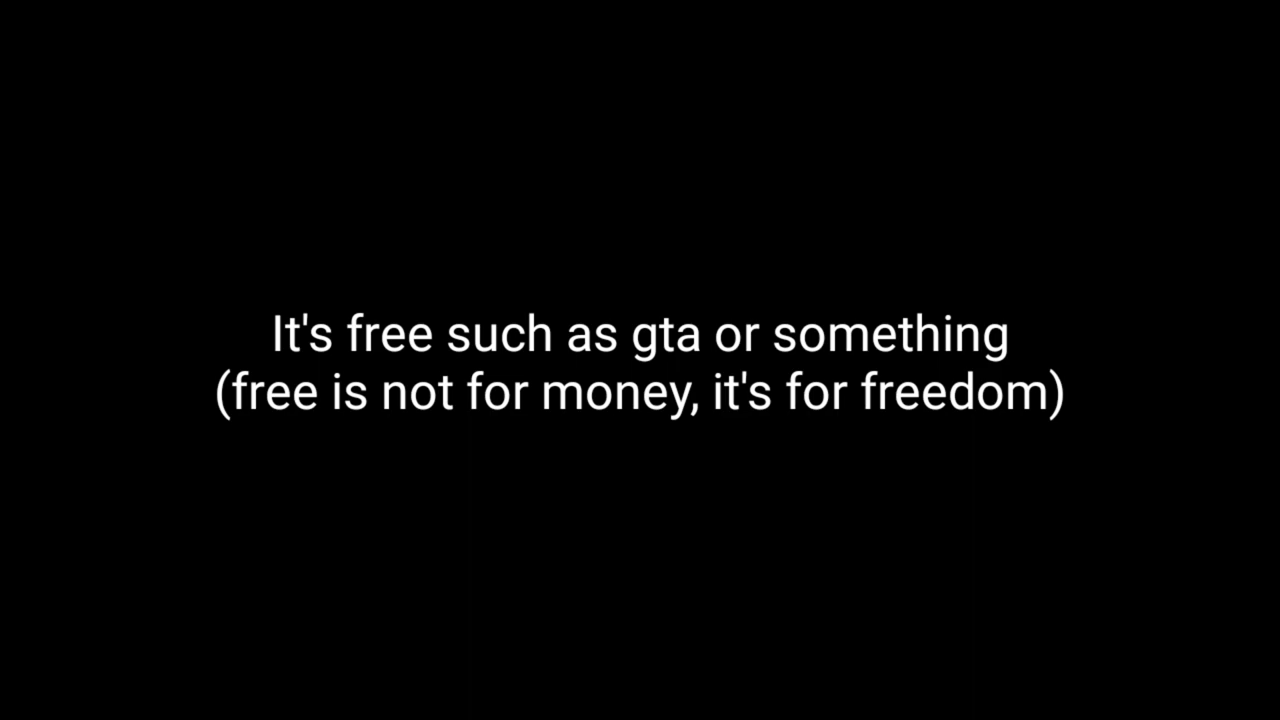 It's free such as gta or something
(free is not for money, it's for freedom)